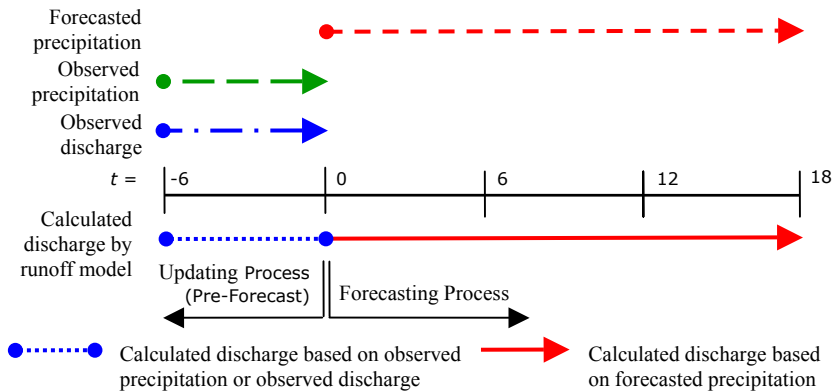 Forecasted
precipitation
Observed
precipitation
Observed
discharge
t = -6 0 6 12 18
Calculated
discharge by
runoff model
Updating Process
(Pre-Forecast)
Forecasting Process
Calculated discharge based on observed
precipitation or observed discharge
Calculated discharge based
on forecasted precipitation